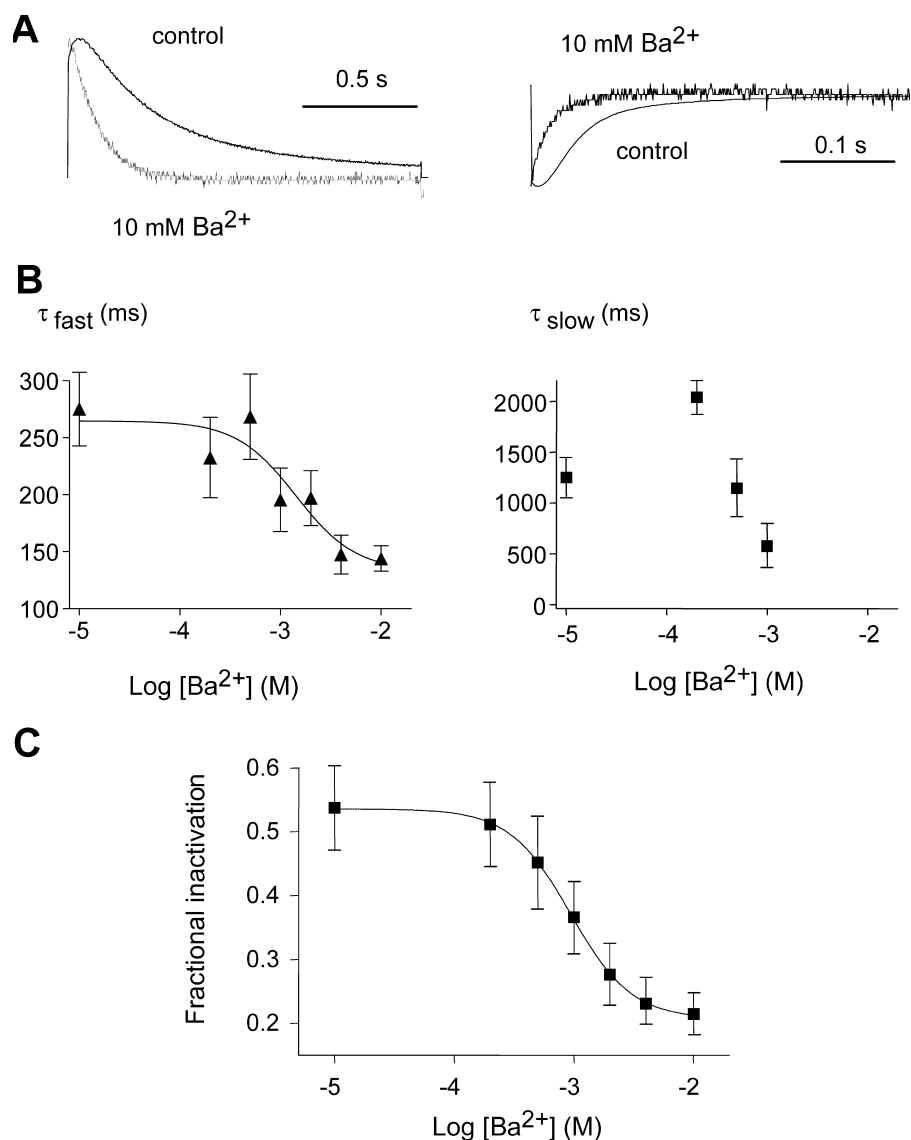 A
control
0.5 s
10 mM Ba2+
10 mM Ba2+
control
0.1 s
B
τ fast (ms)
300
250
200
150
100
-5 -4 -3 -2
Log [Ba2+] (M)
τ slow (ms)
2000
1500
1000
500
0
-5 -4 -3 -2
Log [Ba2+] (M)
C
Fractional inactivation
0.6
0.5
0.4
0.3
0.2
-5 -4 -3 -2
Log [Ba2+] (M)